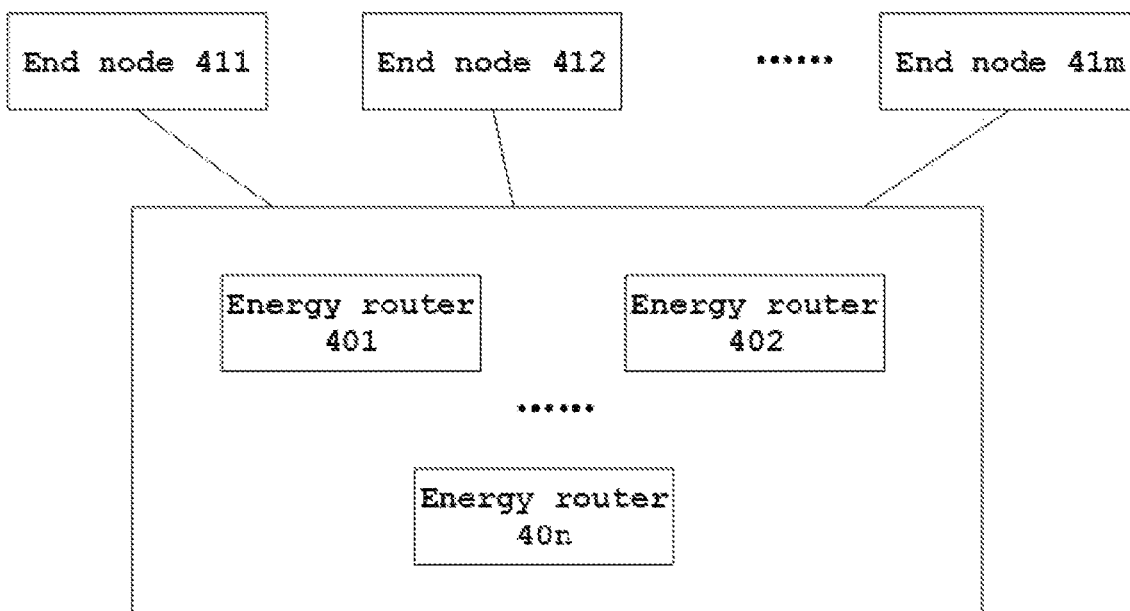 End node 411
End node 412
......
End node 41m
Energy router
401
Energy router
402
......
Energy router
40n